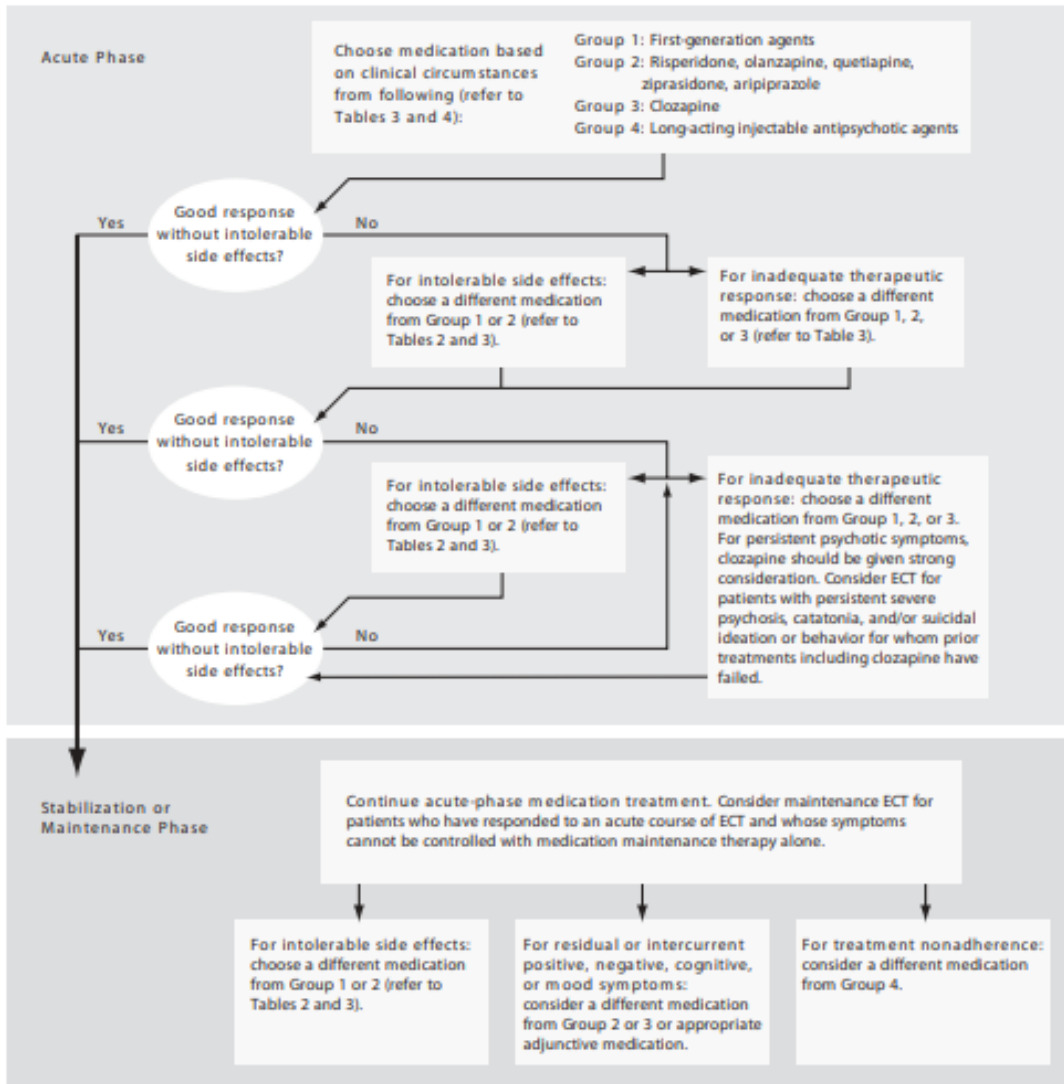 Acute Phase
Choose medication based
on clinical circumstances
from following (refer to
Tables 3 and 4):
Group 1: First-generation agents
Group 2: Risperidone, olanzapine, quetiapine,
ziprasidone, aripiprazole
Group 3: Clozapine
Group 4: Long-acting injectable antipsychotic agents
Yes
Good response
without intolerable
side effects?
No
For intolerable side effects:
choose a different medication
from Group 1 or 2 (refer to
Tables 2 and 3).
For inadequate therapeutic
response: choose a different
medication from Group 1, 2,
or 3 (refer to Table 3).
Yes
Good response
without intolerable
side effects?
No
For intolerable side effects:
choose a different medication
from Group 1 or 2 (refer to
Tables 2 and 3).
For inadequate therapeutic
response: choose a different
medication from Group 1, 2, or 3.
For persistent psychotic symptoms,
clozapine should be given strong
consideration. Consider ECT for
patients with persistent severe
psychosis, catatonia, and/or suicidal
ideation or behavior for whom prior
treatments including clozapine have
failed.
Yes
Good response
without intolerable
side effects?
No
Stabilization or
Maintenance Phase
Continue acute-phase medication treatment. Consider maintenance ECT for
patients who have responded to an acute course of ECT and whose symptoms
cannot be controlled with medication maintenance therapy alone.
For intolerable side effects:
choose a different medication
from Group 1 or 2 (refer to
Tables 2 and 3).
For residual or intercurrent
positive, negative, cognitive,
or mood symptoms:
consider a different medication
from Group 2 or 3 or appropriate
adjunctive medication.
For treatment nonadherence:
consider a different medication
from Group 4.